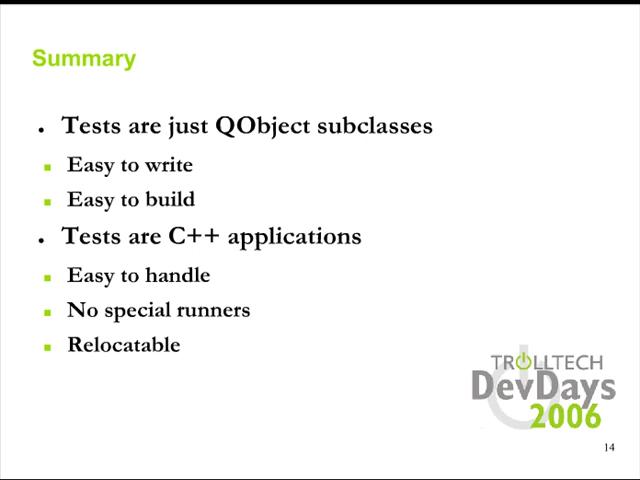 Summary
Tests are just QObject subclasses
Easy to write
Easy to build
Tests are C++ applications
Easy to handle
No special runners
Relocatable
TROLLTECH
DevDays
2006
14